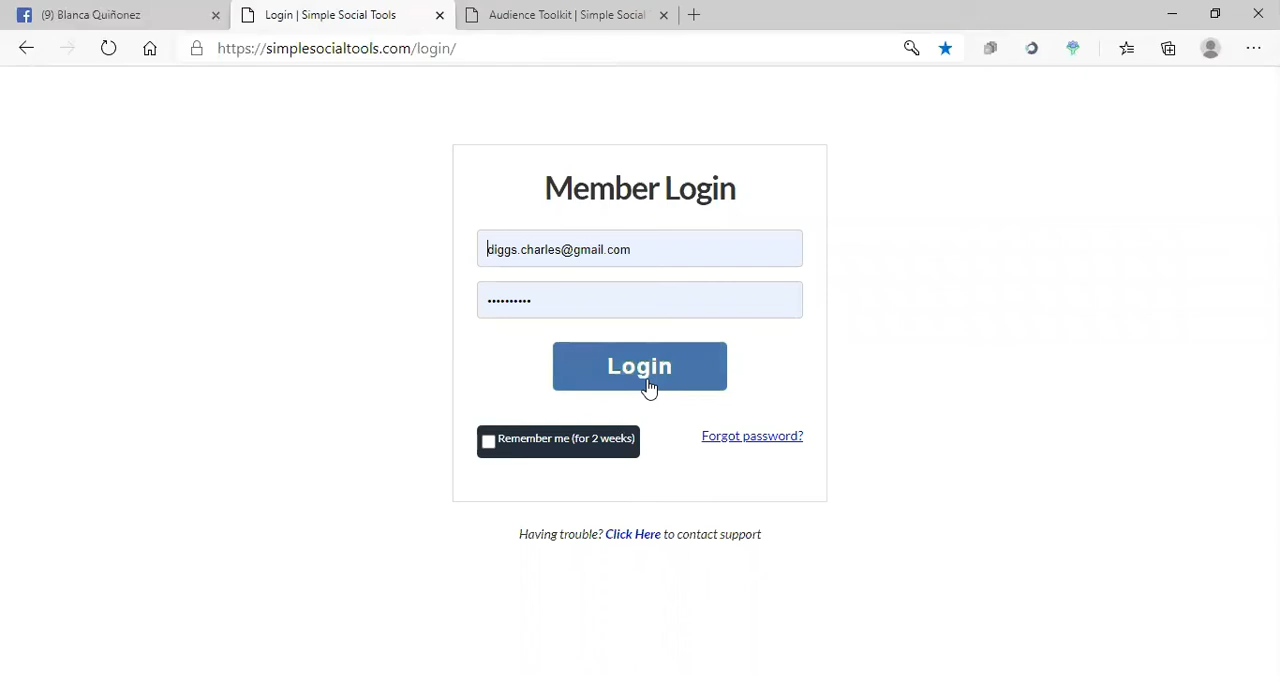 (9) Blanca Quiñonez
Login | Simple Social Tools
Audience Toolkit | Simple Social
https://simplesocialtools.com/login/
Member Login
diggs.charles@gmail.com
••••••••••
Login
Remember me (for 2 weeks)
Forgot password?
Having trouble? Click Here to contact support